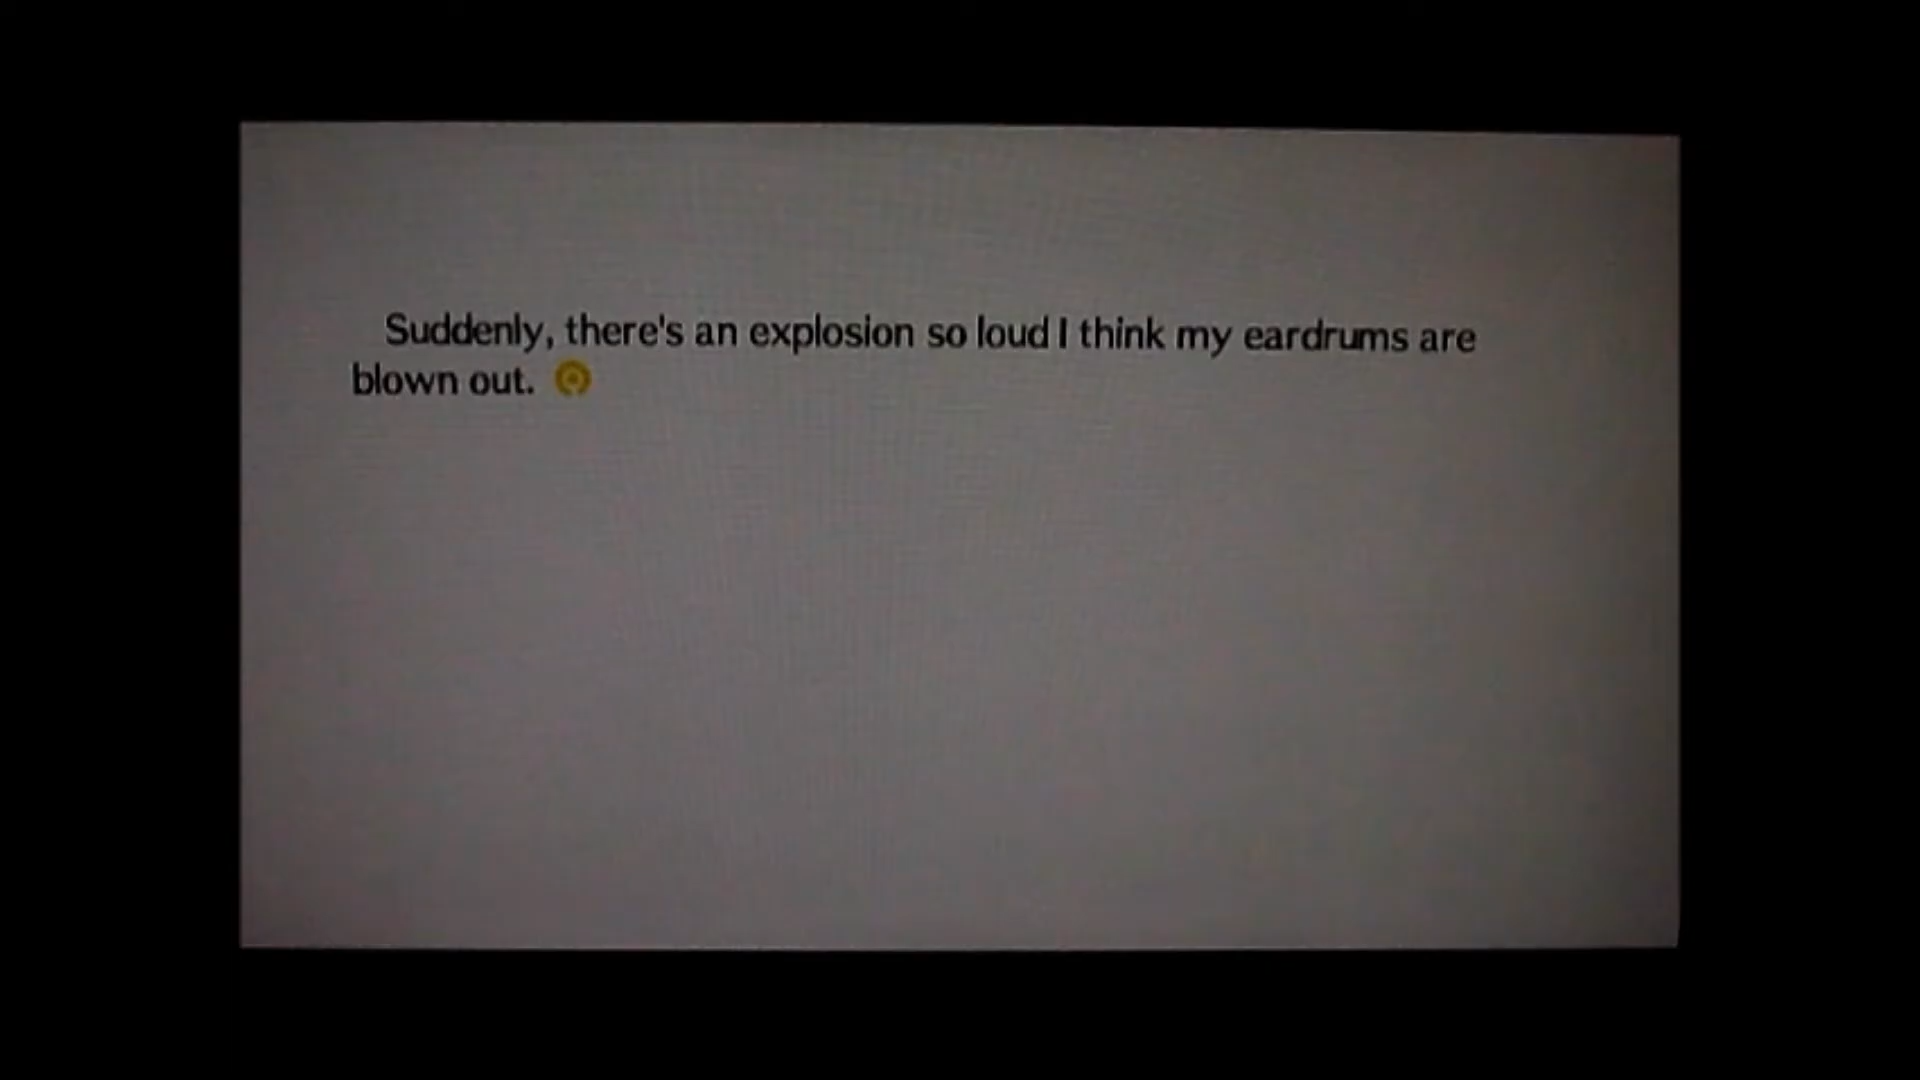 Suddenly, there's an explosion so loud I think my eardrums are
blown out.